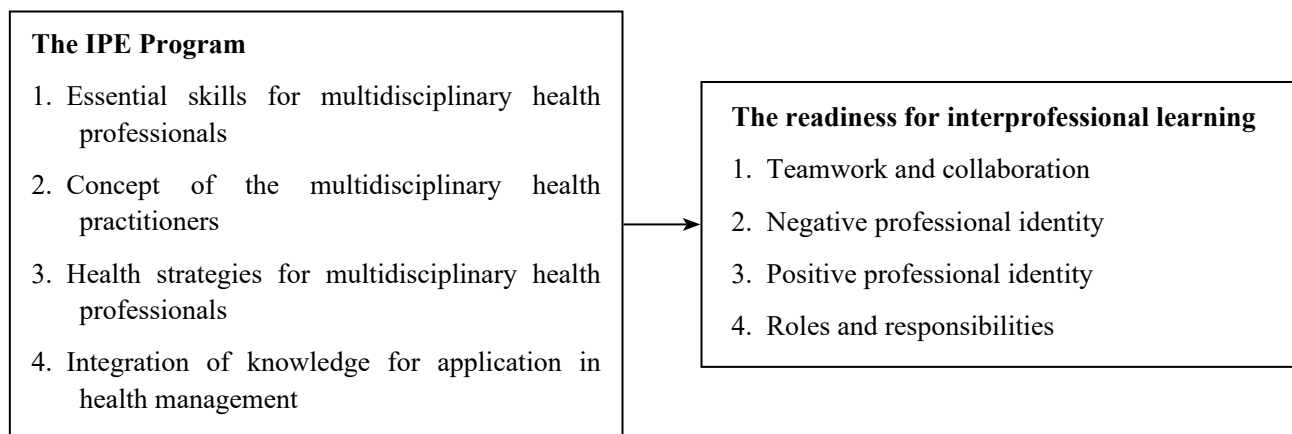 The IPE Program
1. Essential skills for multidisciplinary health
professionals
2. Concept of the multidisciplinary health
practitioners
3. Health strategies for multidisciplinary health
professionals
4. Integration of knowledge for application in
health management
The readiness for interprofessional learning
1. Teamwork and collaboration
2. Negative professional identity
3. Positive professional identity
4. Roles and responsibilities